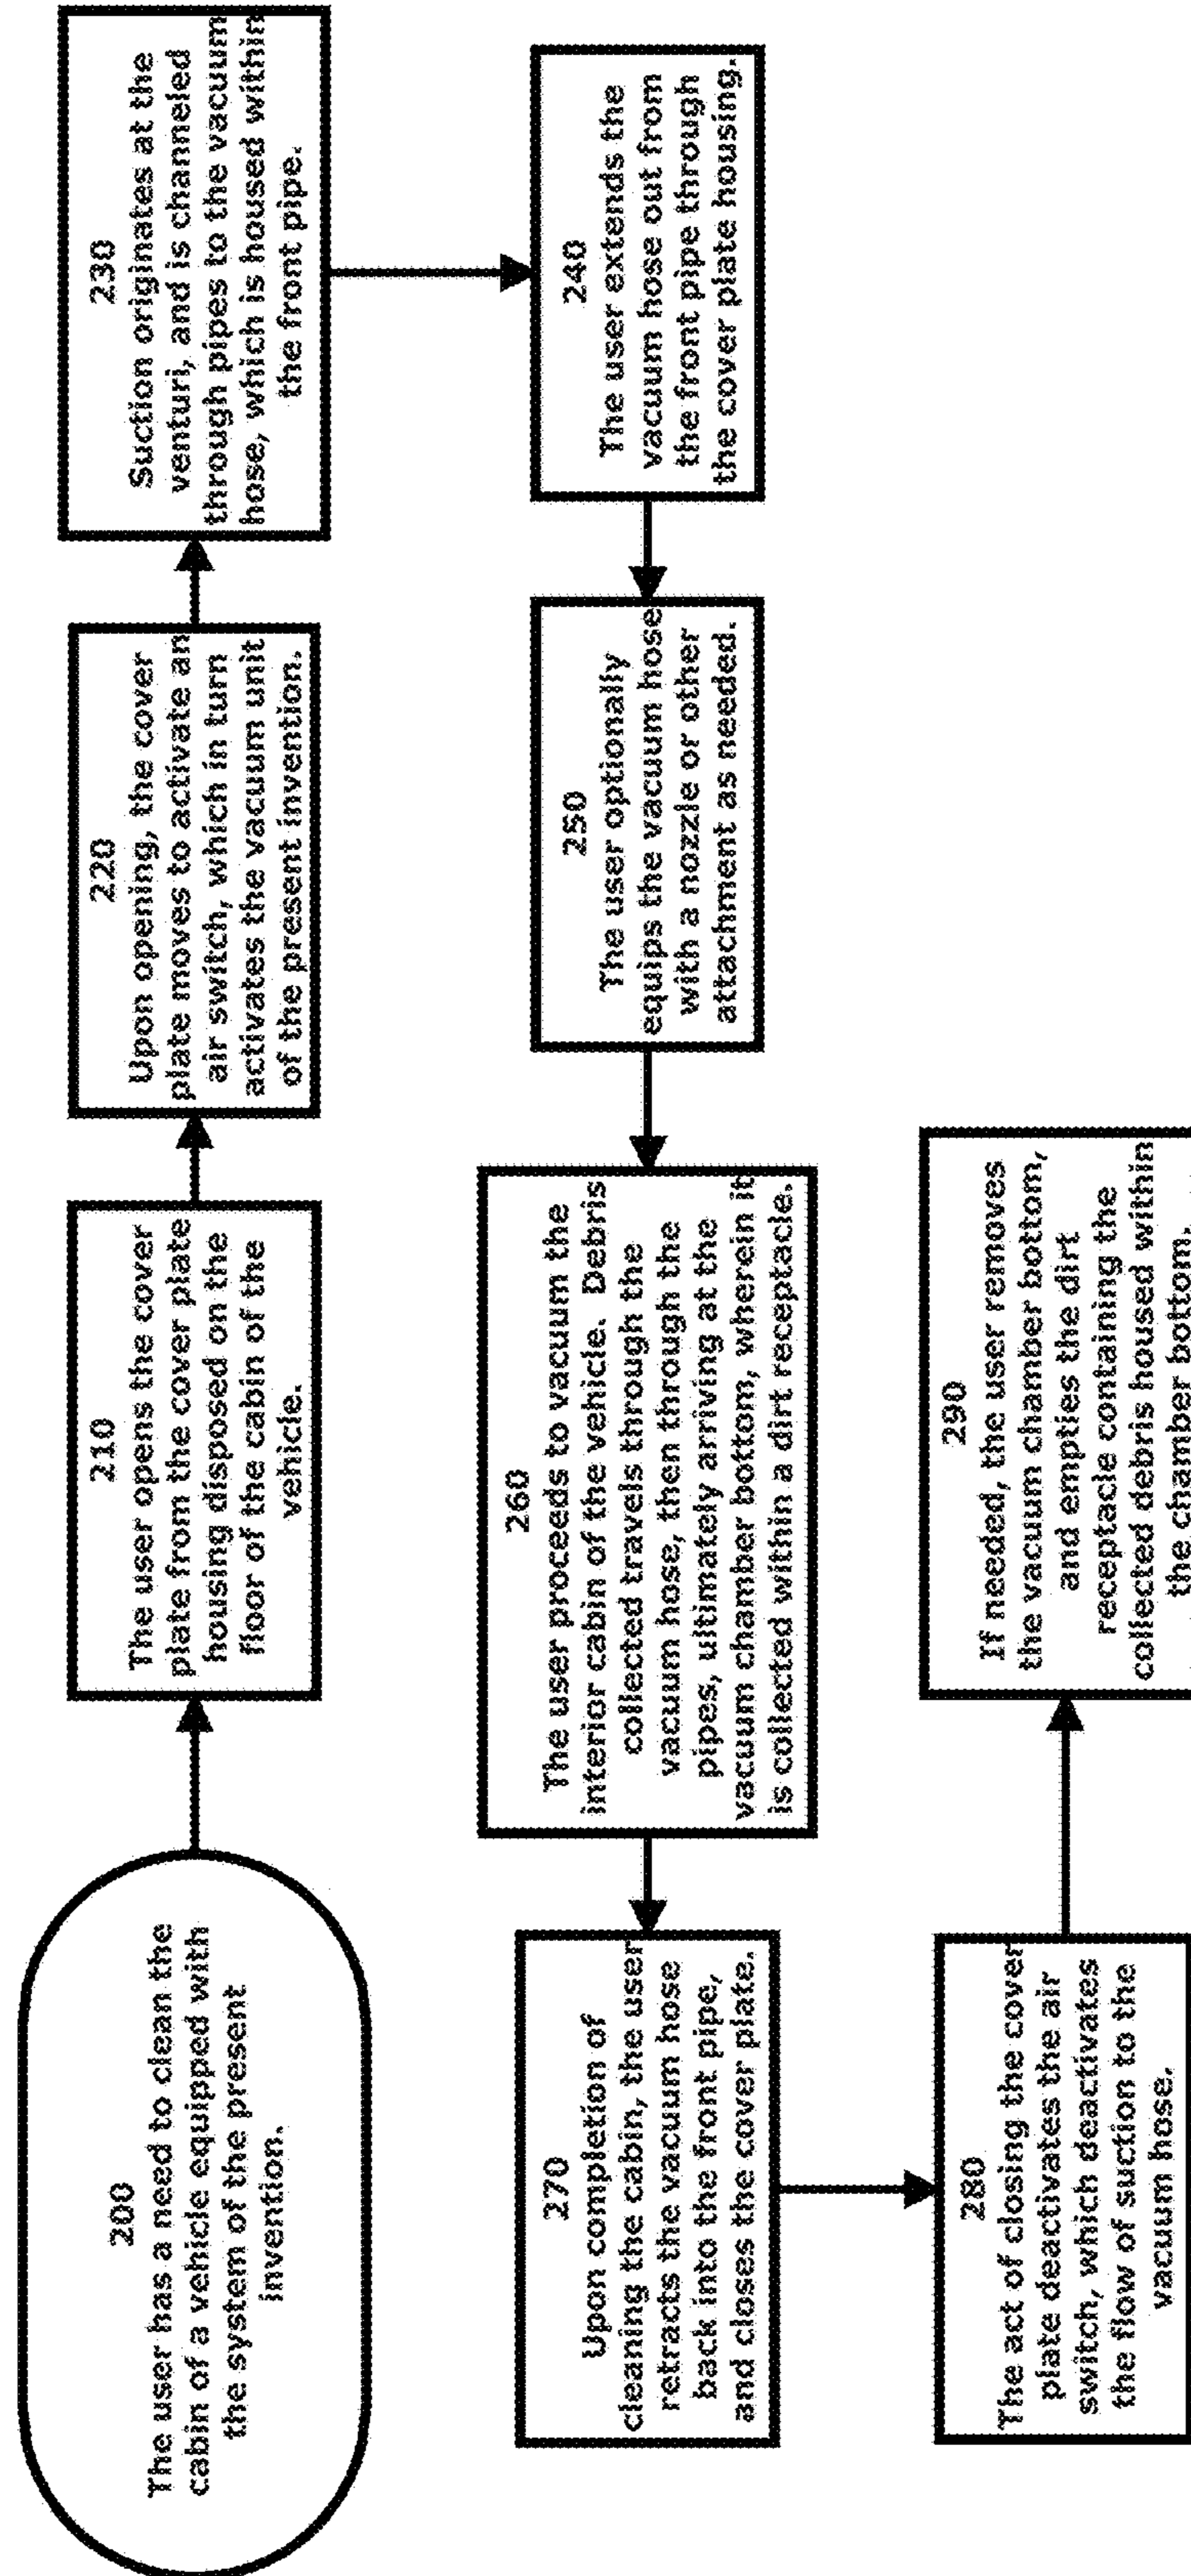 200
The user has a need to clean the
cabin of a vehicle equipped with
the system of the present
invention.
210
The user opens the cover
plate from the cover plate
housing disposed on the
floor of the cabin of the
vehicle.
220
Upon opening, the cover
plate moves to activate an
air switch, which in turn
activates the vacuum unit
of the present invention.
230
Suction originates at the
venturi, and is channeled
through pipes to the vacuum
hose, which is housed within
the front pipe.
240
The user extends the
vacuum hose out from
the front pipe through
the cover plate housing.
250
The user optionally
equips the vacuum hose
with a nozzle or other
attachment as needed.
260
The user proceeds to vacuum the
interior cabin of the vehicle. Debris
collected travels through the
vacuum hose, then through the
pipes, ultimately arriving at the
vacuum chamber bottom, wherein it
is collected within a dirt receptacle.
270
Upon completion of
cleaning the cabin, the user
retracts the vacuum hose
back into the front pipe,
and closes the cover plate.
280
The act of closing the cover
plate deactivates the air
switch, which deactivates
the flow of suction to the
vacuum hose.
290
If needed, the user removes
the vacuum chamber bottom,
and empties the dirt
receptacle containing the
collected debris housed within
the chamber bottom.